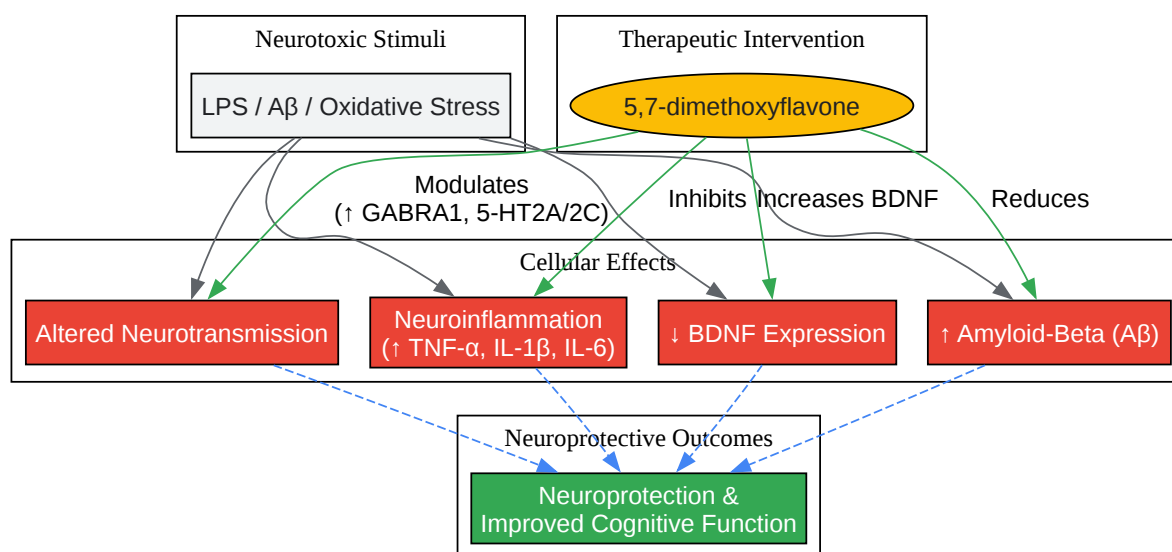 Neurotoxic Stimuli
Therapeutic Intervention
LPS / Aβ / Oxidative Stress
5,7-dimethoxyflavone
Modulates
(↑ GABRA1, 5-HT2A/2C)
Inhibits
Increases BDNF
Reduces
Cellular Effects
Altered Neurotransmission
Neuroinflammation
(↑ TNF-α, IL-1β, IL-6)
↓ BDNF Expression
↑ Amyloid-Beta (Aβ)
Neuroprotective Outcomes
Neuroprotection &
Improved Cognitive Function